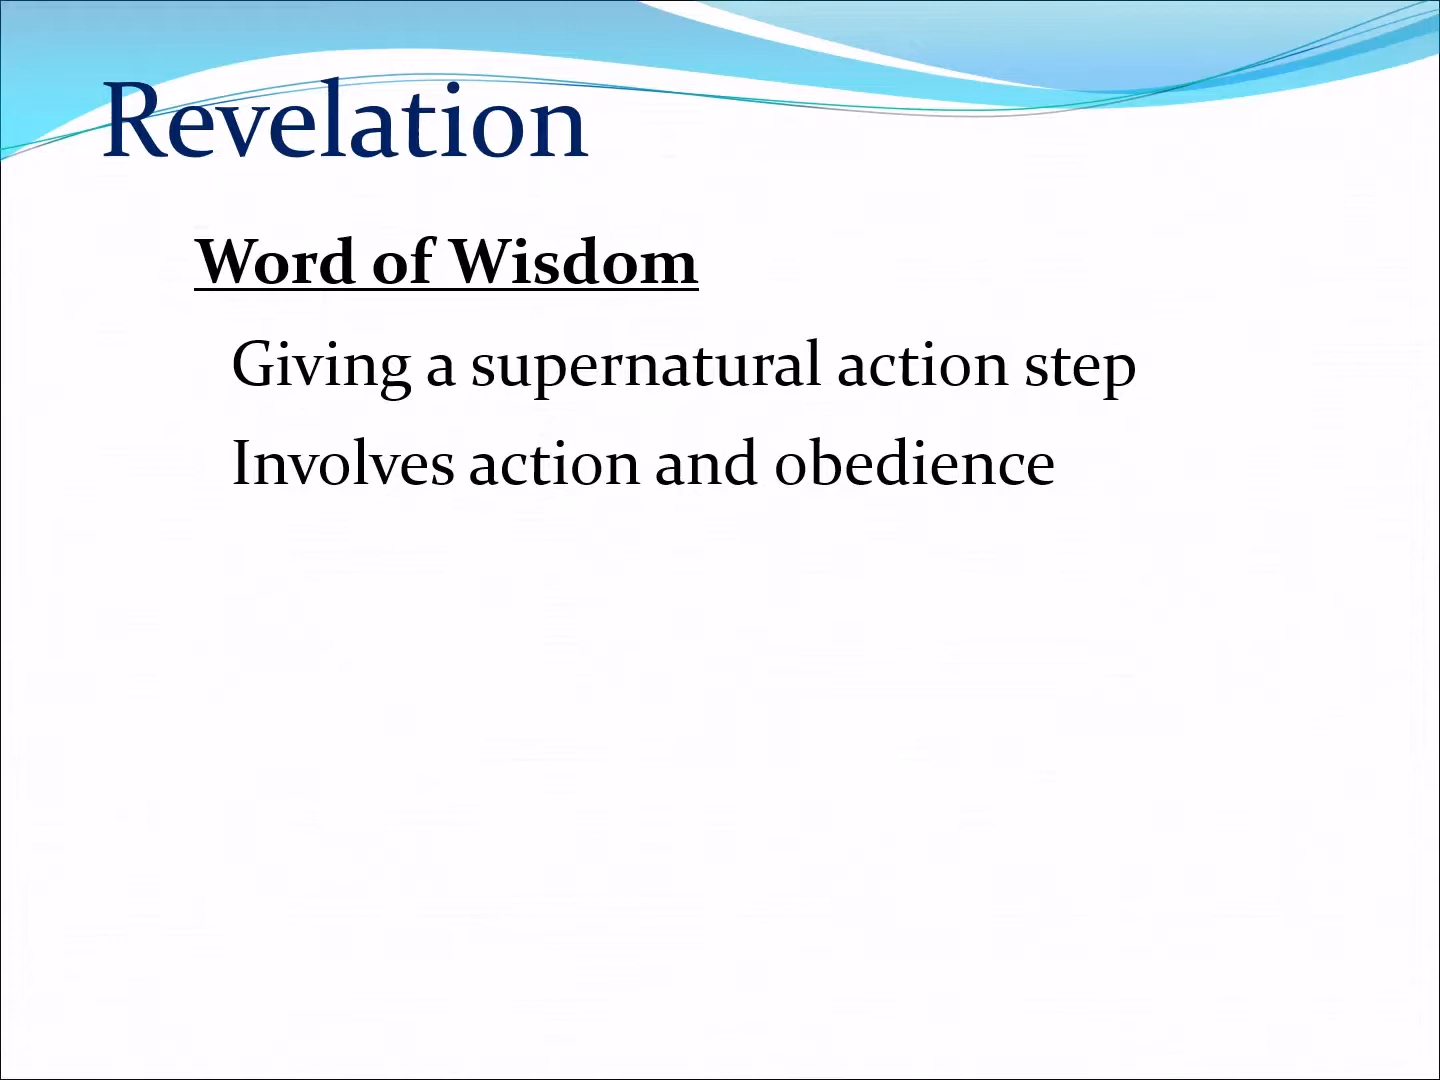 Revelation
Word of Wisdom
Giving a supernatural action step
Involves action and obedience